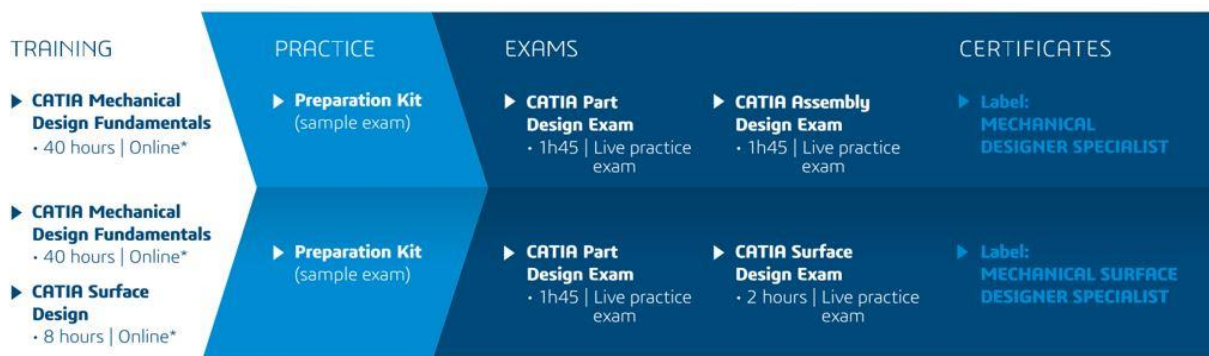 TRAINING
PRACTICE
EXAMS
CERTIFICATES
CATIA Mechanical
Design Fundamentals
• 40 hours | Online*
Preparation Kit
(sample exam)
CATIA Part
Design Exam
• 1h45 | Live practice
exam
CATIA Assembly
Design Exam
• 1h45 | Live practice
exam
Label:
MECHANICAL
DESIGNER SPECIALIST
CATIA Mechanical
Design Fundamentals
• 40 hours | Online*
CATIA Surface
Design
• 8 hours | Online*
Preparation Kit
(sample exam)
CATIA Part
Design Exam
• 1h45 | Live practice
exam
CATIA Surface
Design Exam
• 2 hours | Live practice
exam
Label:
MECHANICAL SURFACE
DESIGNER SPECIALIST